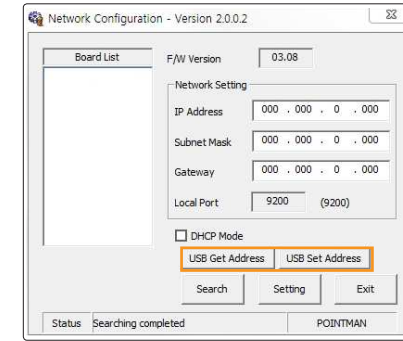 Network Configuration - Version 2.0.0.2
Board List
F/W Version 03.08
Network Setting
IP Address 000 . 000 . 0 . 000
Subnet Mask 000 . 000 . 0 . 000
Gateway 000 . 000 . 0 . 000
Local Port 9200 (9200)
DHCP Mode
USB Get Address USB Set Address
Search Setting Exit
Status Searching completed POINTMAN